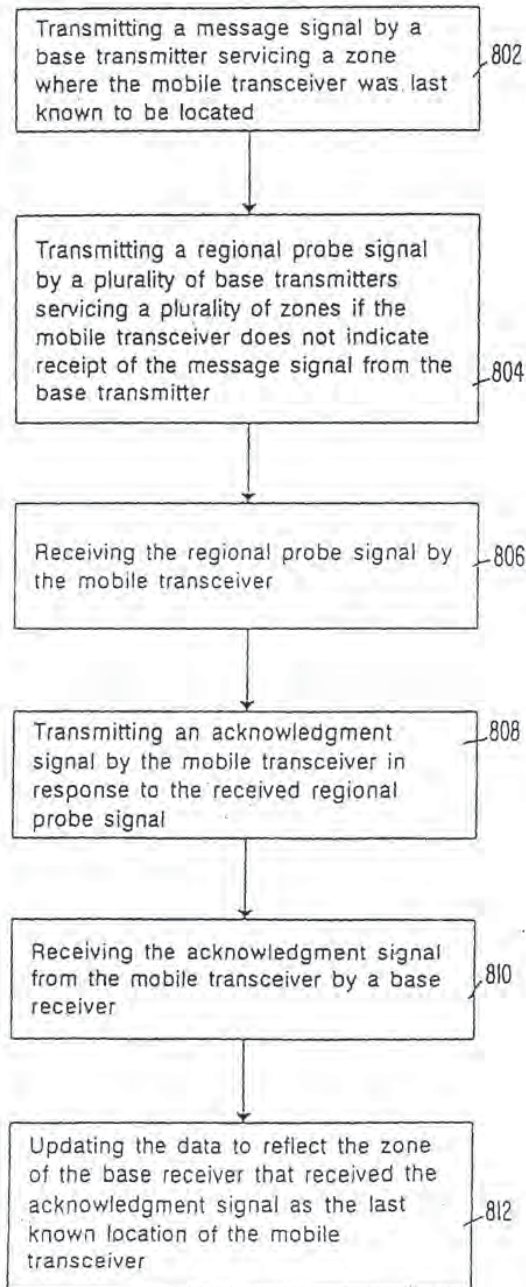 Transmitting a message signal by a
base transmitter servicing a zone
where the mobile transceiver was last
known to be located
802
Transmitting a regional probe signal
by a plurality of base transmitters
servicing a plurality of zones if the
mobile transceiver does not indicate
receipt of the message signal from the
base transmitter
804
Receiving the regional probe signal by
the mobile transceiver
806
Transmitting an acknowledgment
signal by the mobile transceiver in
response to the received regional
probe signal
808
Receiving the acknowledgment signal
from the mobile transceiver by a base
receiver
810
Updating the data to reflect the zone
of the base receiver that received the
acknowledgment signal as the last
known location of the mobile
transceiver
812